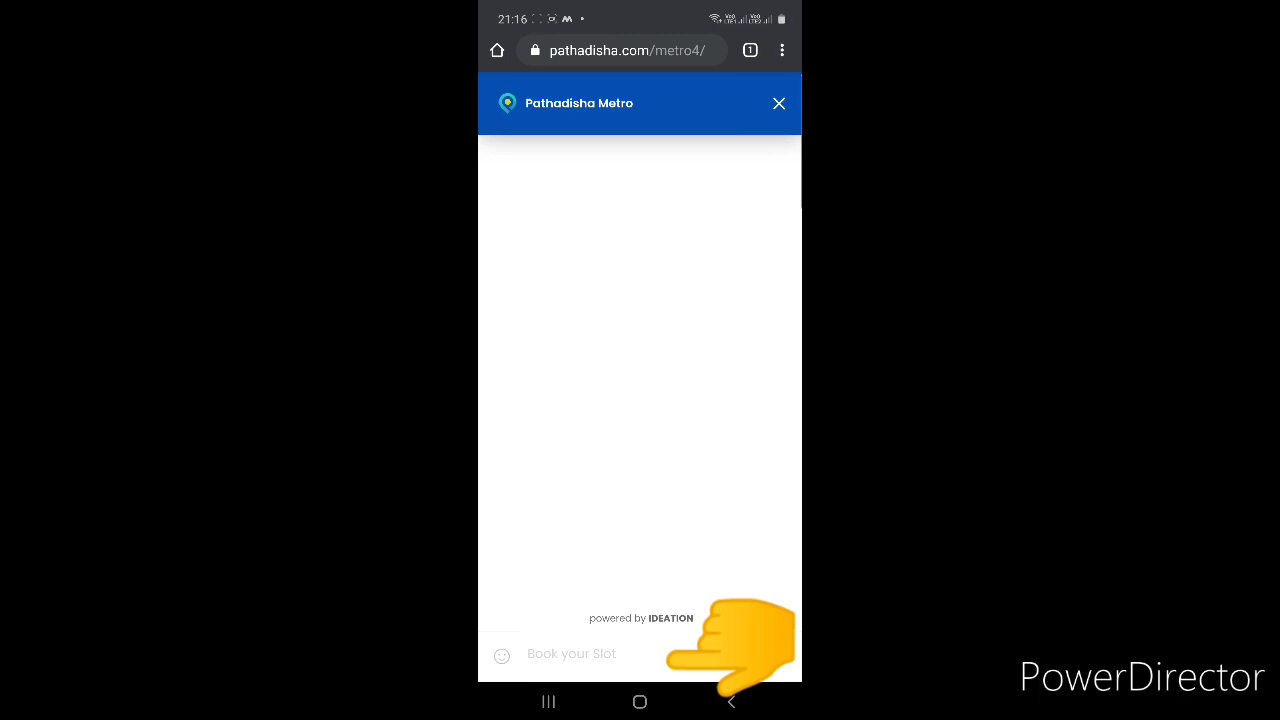 21:16
pathadisha.com/metro4/
1
Pathadisha Metro
powered by IDEATION
Book your Slot
PowerDirector